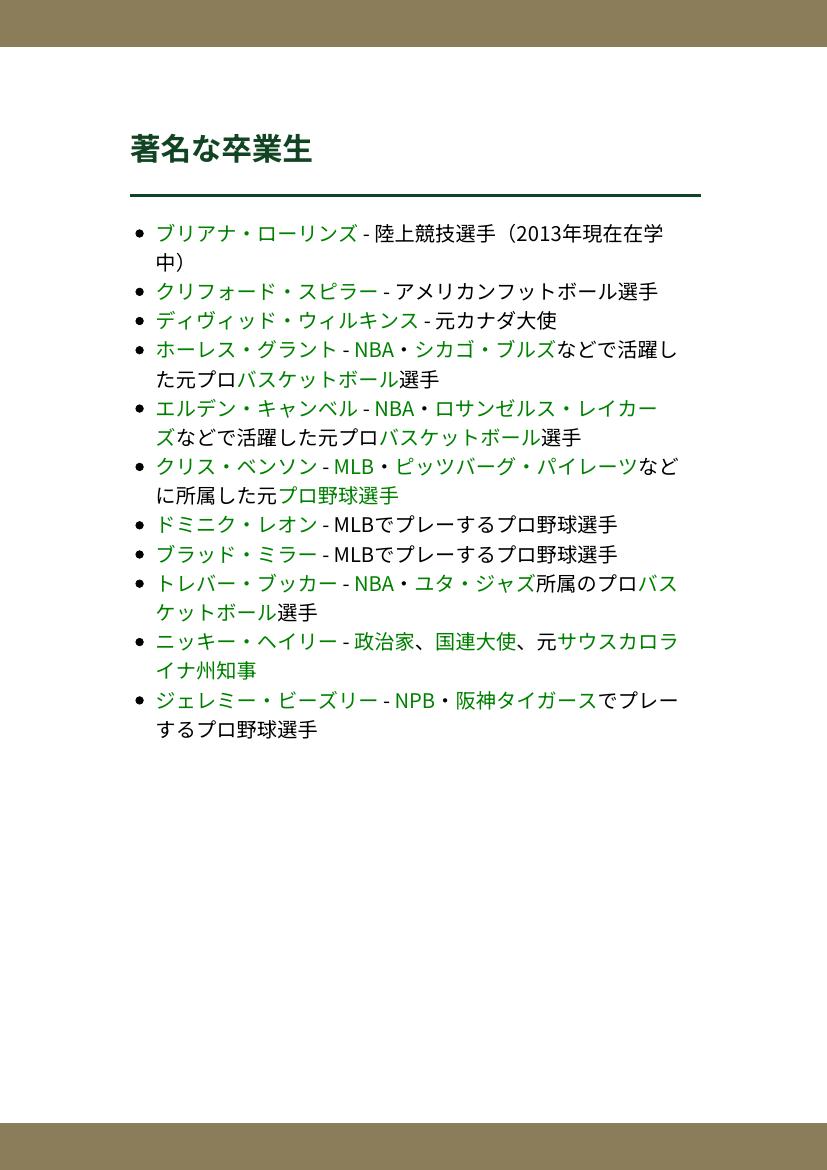 著名な卒業生
ブリアナ・ローリンズ - 陸上競技選手（2013年現在在学
中）
クリフォード・スピラー - アメリカンフットボール選手
ディヴィッド・ウィルキンス - 元カナダ大使
ホーレス・グラント - NBA・シカゴ・ブルズなどで活躍し
た元プロバスケットボール選手
エルデン・キャンベル - NBA・ロサンゼルス・レイカー
ズなどで活躍した元プロバスケットボール選手
クリス・ベンソン - MLB・ピッツバーグ・パイレーツなど
に所属した元プロ野球選手
ドミニク・レオン - MLBでプレーするプロ野球選手
ブラッド・ミラー - MLBでプレーするプロ野球選手
トレバー・ブッカー - NBA・ユタ・ジャズ所属のプロバス
ケットボール選手
ニッキー・ヘイリー - 政治家、国連大使、元サウスカロラ
イナ州知事
ジェレミー・ビーズリー - NPB・阪神タイガースでプレー
するプロ野球選手